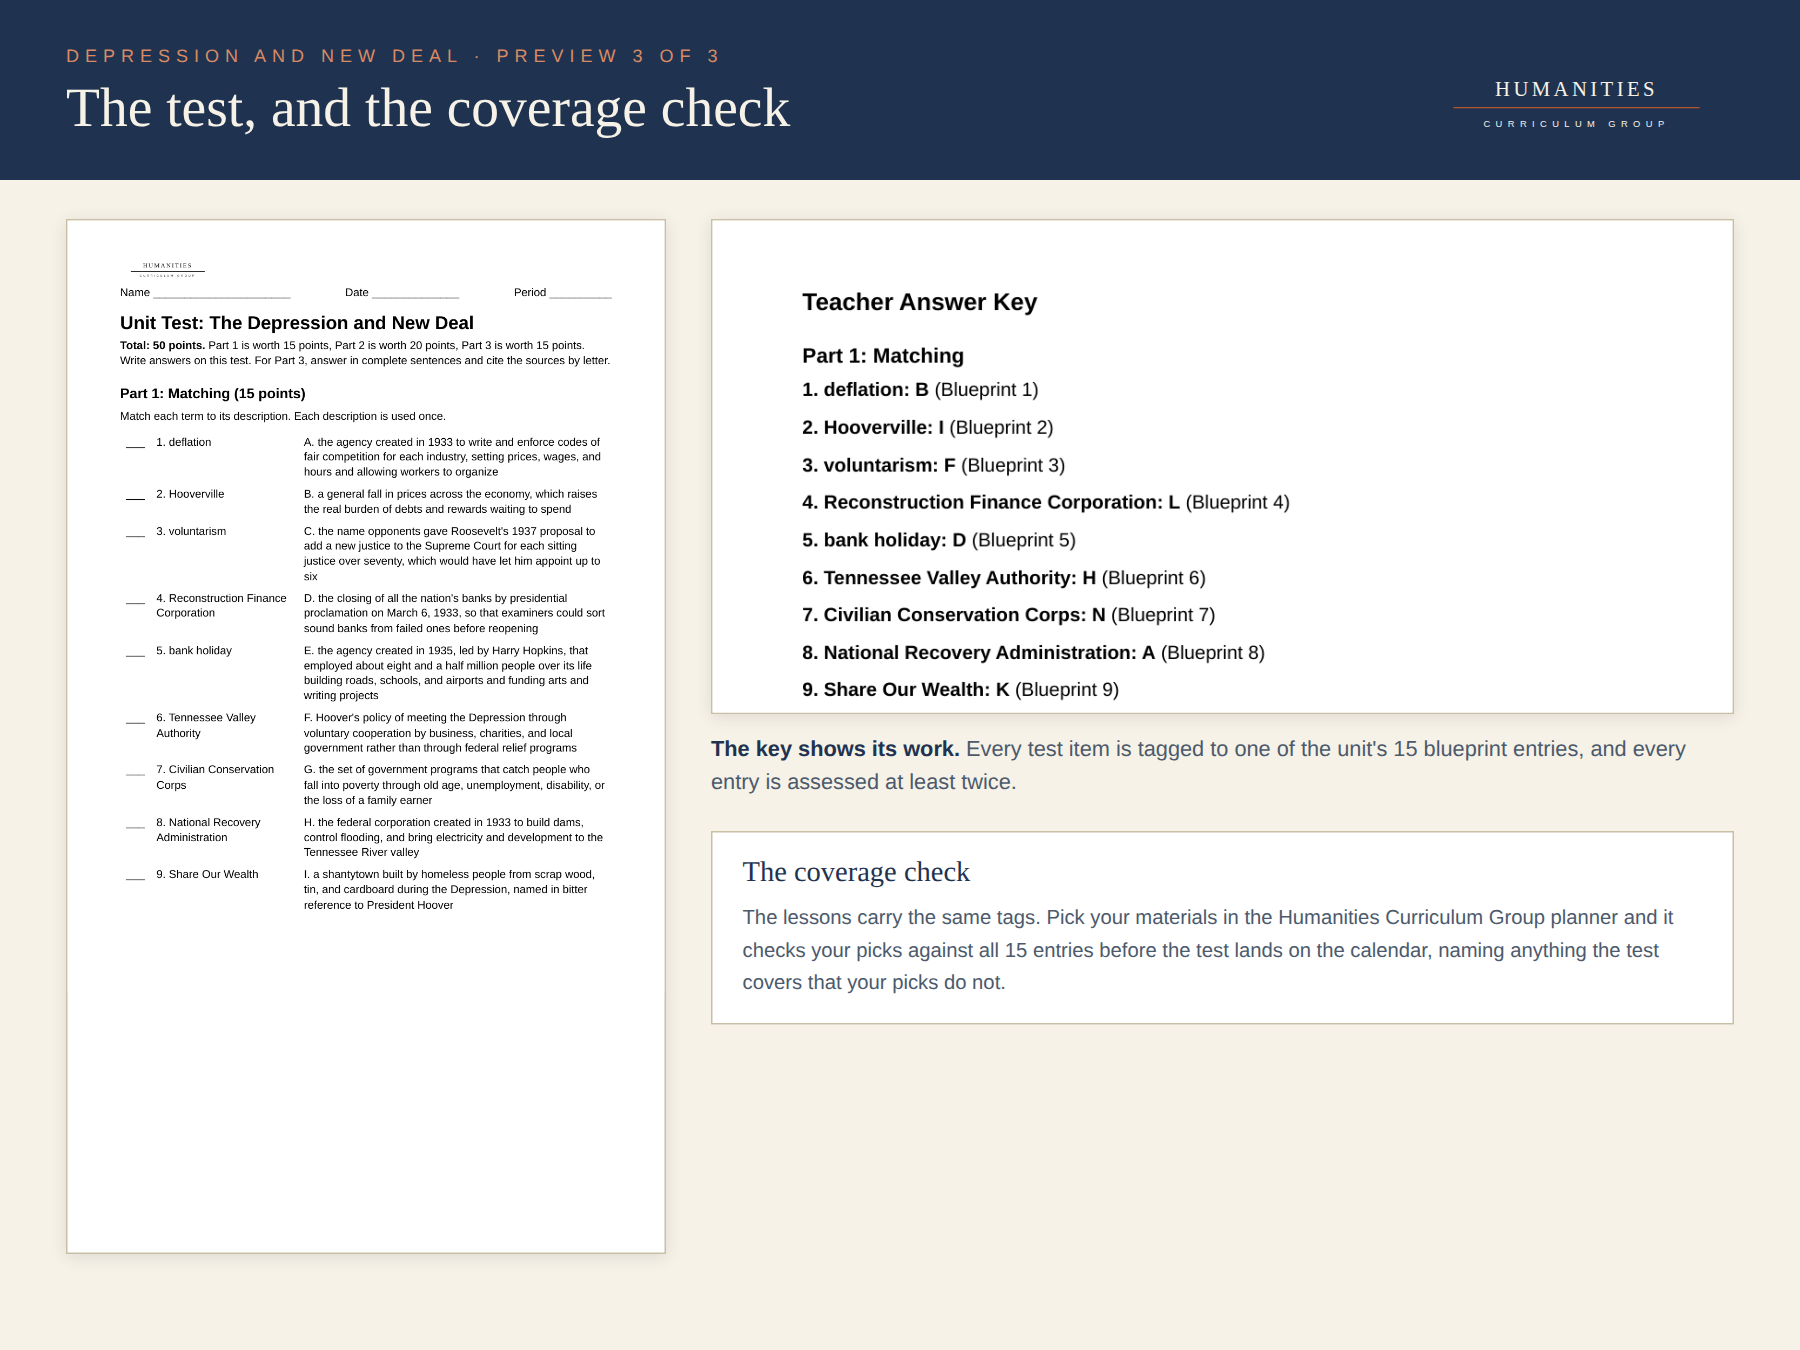 DEPRESSION AND NEW DEAL · PREVIEW 3 OF 3
The test, and the coverage check
HUMANITIES
CURRICULUM GROUP
HUMANITIES
CURRICULUM GROUP
Name ______________________ Date ______________ Period __________
Unit Test: The Depression and New Deal
Total: 50 points. Part 1 is worth 15 points, Part 2 is worth 20 points, Part 3 is worth 15 points.
Write answers on this test. For Part 3, answer in complete sentences and cite the sources by letter.
Part 1: Matching (15 points)
Match each term to its description. Each description is used once.
___ 1. deflation
A. the agency created in 1933 to write and enforce codes of
fair competition for each industry, setting prices, wages, and
hours and allowing workers to organize
___ 2. Hooverville
B. a general fall in prices across the economy, which raises
the real burden of debts and rewards waiting to spend
___ 3. voluntarism
C. the name opponents gave Roosevelt's 1937 proposal to
add a new justice to the Supreme Court for each sitting
justice over seventy, which would have let him appoint up to
six
___ 4. Reconstruction Finance
Corporation
D. the closing of all the nation's banks by presidential
proclamation on March 6, 1933, so that examiners could sort
sound banks from failed ones before reopening
___ 5. bank holiday
E. the agency created in 1935, led by Harry Hopkins, that
employed about eight and a half million people over its life
building roads, schools, and airports and funding arts and
writing projects
___ 6. Tennessee Valley
Authority
F. Hoover's policy of meeting the Depression through
voluntary cooperation by business, charities, and local
government rather than through federal relief programs
___ 7. Civilian Conservation
Corps
G. the set of government programs that catch people who
fall into poverty through old age, unemployment, disability, or
the loss of a family earner
___ 8. National Recovery
Administration
H. the federal corporation created in 1933 to build dams,
control flooding, and bring electricity and development to the
Tennessee River valley
___ 9. Share Our Wealth
I. a shantytown built by homeless people from scrap wood,
tin, and cardboard during the Depression, named in bitter
reference to President Hoover
Teacher Answer Key
Part 1: Matching
1. deflation: B (Blueprint 1)
2. Hooverville: I (Blueprint 2)
3. voluntarism: F (Blueprint 3)
4. Reconstruction Finance Corporation: L (Blueprint 4)
5. bank holiday: D (Blueprint 5)
6. Tennessee Valley Authority: H (Blueprint 6)
7. Civilian Conservation Corps: N (Blueprint 7)
8. National Recovery Administration: A (Blueprint 8)
9. Share Our Wealth: K (Blueprint 9)
The key shows its work. Every test item is tagged to one of the unit's 15 blueprint entries, and every
entry is assessed at least twice.
The coverage check
The lessons carry the same tags. Pick your materials in the Humanities Curriculum Group planner and it
checks your picks against all 15 entries before the test lands on the calendar, naming anything the test
covers that your picks do not.